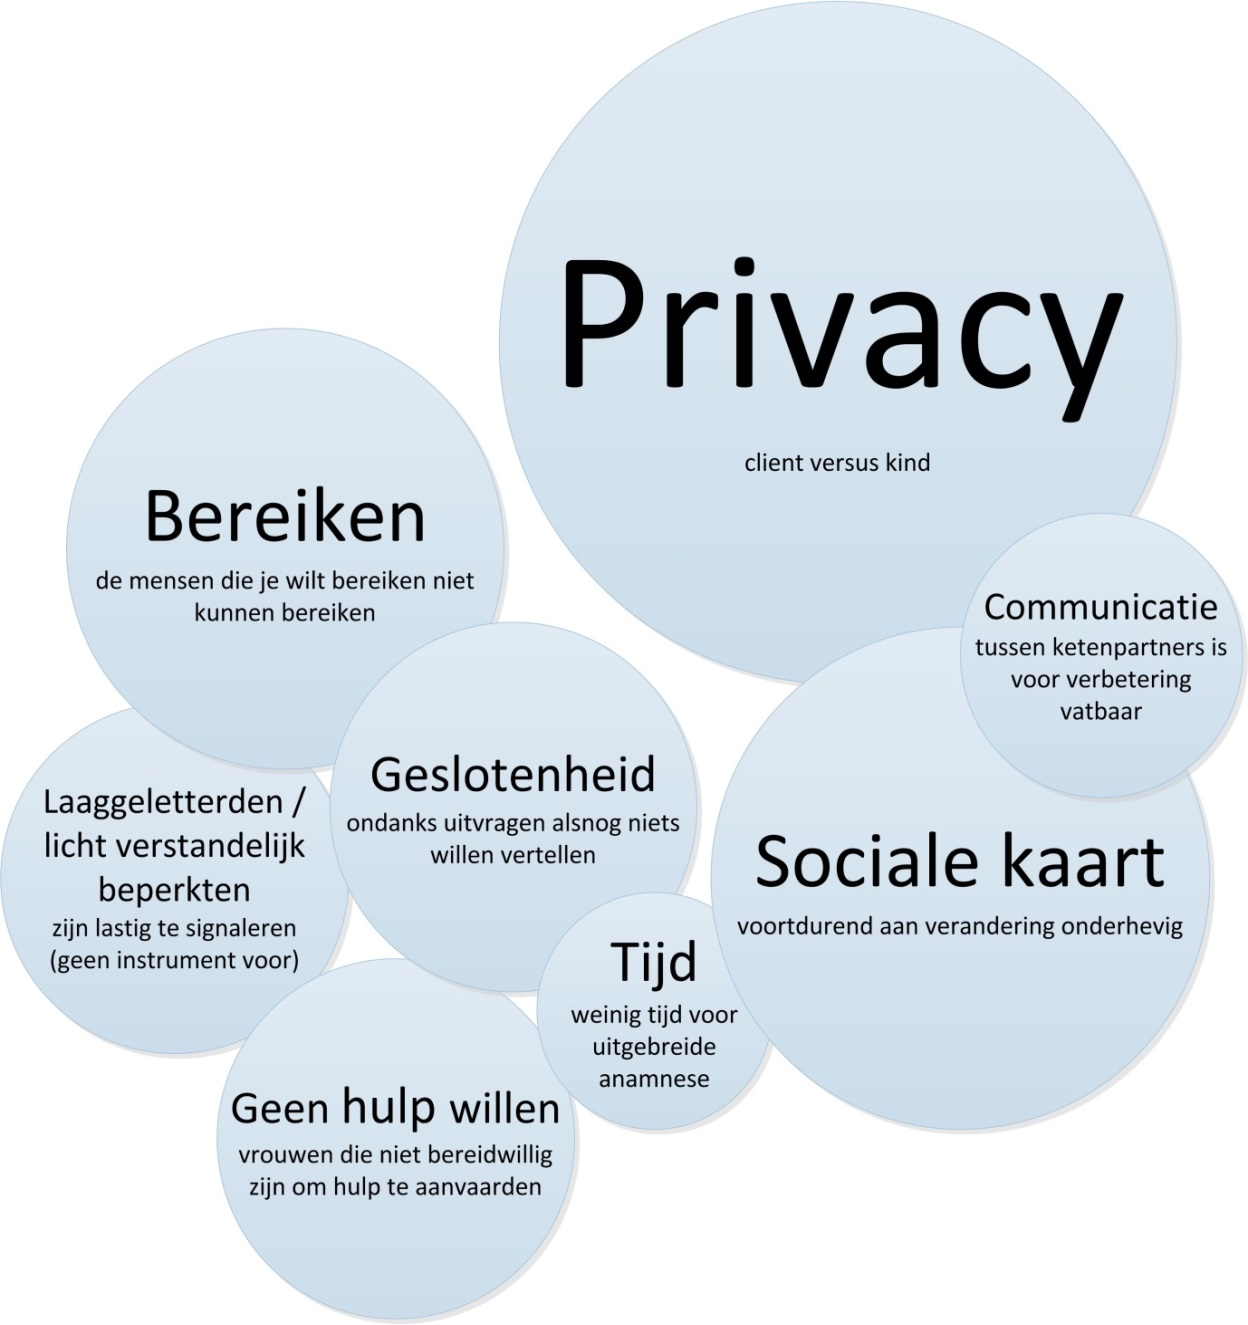 Privacy
client versus kind
Bereiken
de mensen die je wilt bereiken niet
kunnen bereiken
Communicatie
tussen ketenpartners is
voor verbetering
vatbaar
Geslotenheid
ondanks uitvragen alsnog niets
willen vertellen
Laaggeletterden /
licht verstandelijk
beperkten
zijn lastig te signaleren
(geen instrument voor)
Sociale kaart
voortdurend aan verandering onderhevig
Tijd
weinig tijd voor
uitgebreide
anamnese
Geen hulp willen
vrouwen die niet bereidwillig
zijn om hulp te aanvaarden